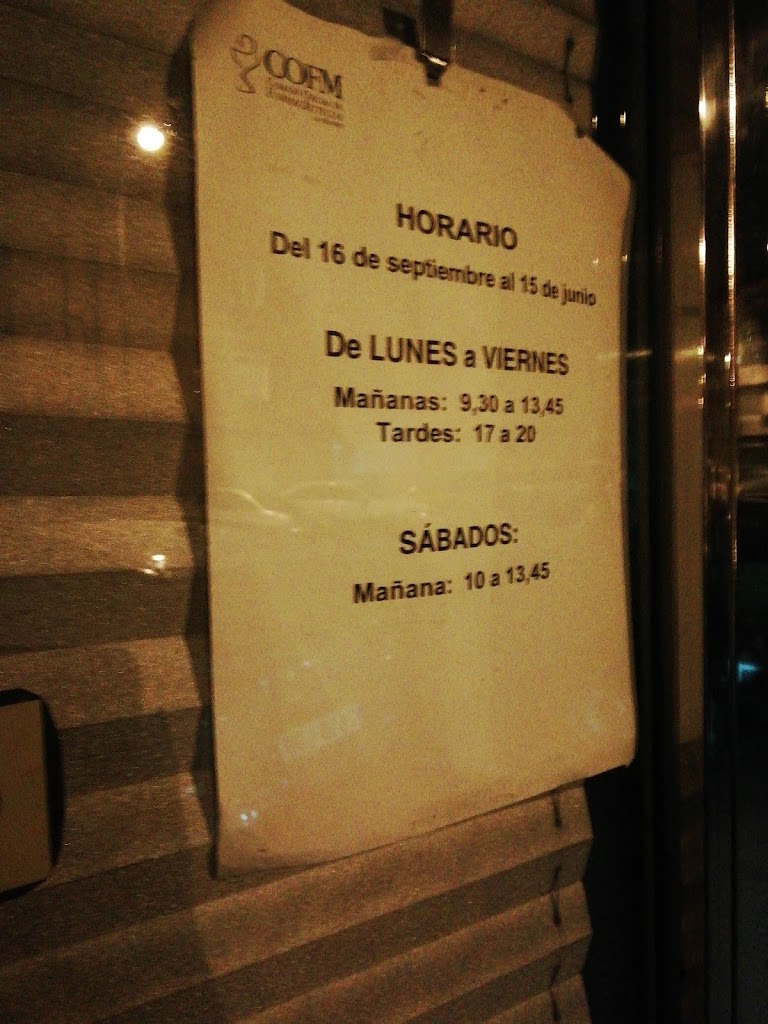 COFM
HORARIO
Del 16 de septiembre al 15 de junio
De LUNES a VIERNES
Mañanas: 9,30 a 13,45
Tardes: 17 a 20
SÁBADOS:
Mañana: 10 a 13,45